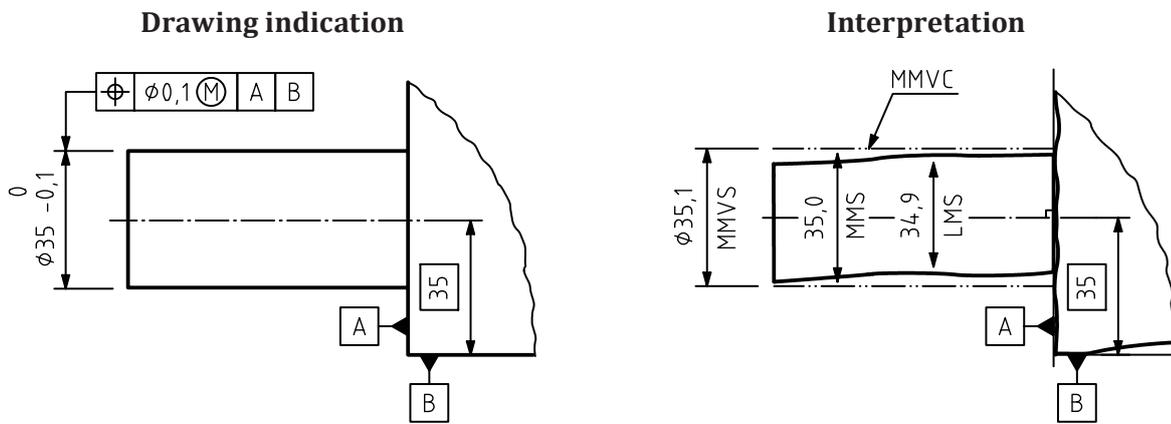 Drawing indication
⌖ ⌀0,1 Ⓜ A B
0
⌀35 -0,1
35
A
B
Interpretation
MMVC
⌀35,1
MMVS
35,0
MMS
34,9
LMS
35
A
B